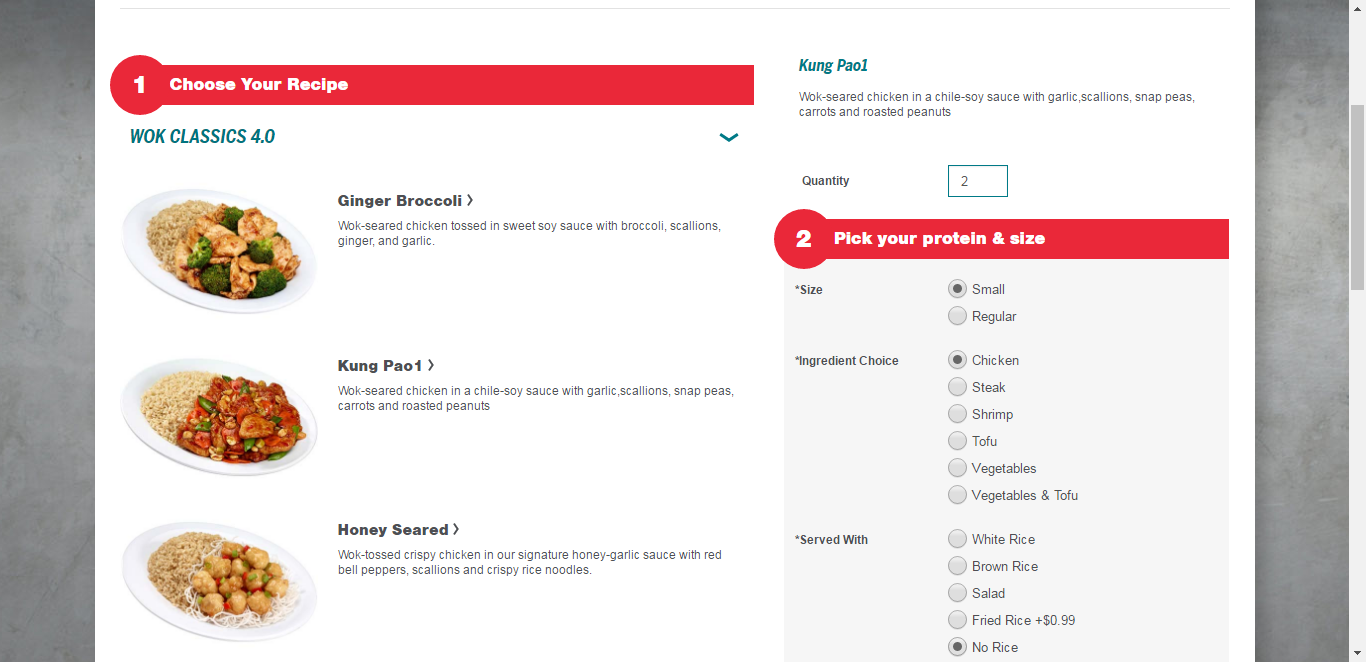 1 Choose Your Recipe
WOK CLASSICS 4.0
Ginger Broccoli
Wok-seared chicken tossed in sweet soy sauce with broccoli, scallions,
ginger, and garlic.
Kung Pao1
Wok-seared chicken in a chile-soy sauce with garlic,scallions, snap peas,
carrots and roasted peanuts
Honey Seared
Wok-tossed crispy chicken in our signature honey-garlic sauce with red
bell peppers, scallions and crispy rice noodles.
Kung Pao1
Wok-seared chicken in a chile-soy sauce with garlic,scallions, snap peas,
carrots and roasted peanuts
Quantity 2
2 Pick your protein & size
*Size Small
Regular
*Ingredient Choice Chicken
Steak
Shrimp
Tofu
Vegetables
Vegetables & Tofu
*Served With White Rice
Brown Rice
Salad
Fried Rice +$0.99
No Rice